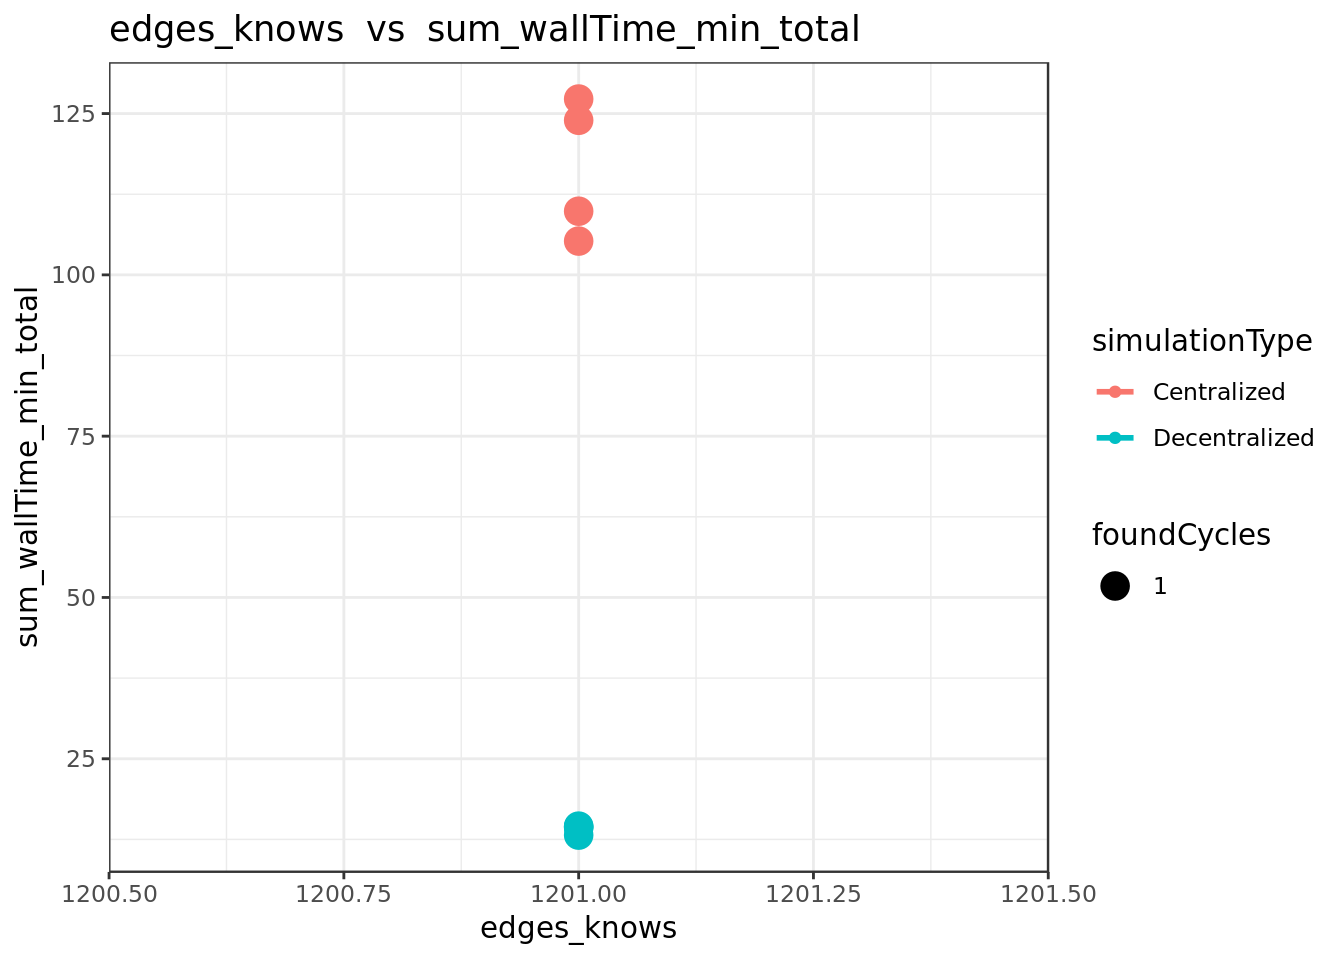 edges_knows vs sum_wallTime_min_total
sum_wallTime_min_total
125
100
75
50
25
1200.50 1200.75 1201.00 1201.25 1201.50
edges_knows
simulationType
Centralized
Decentralized
foundCycles
1